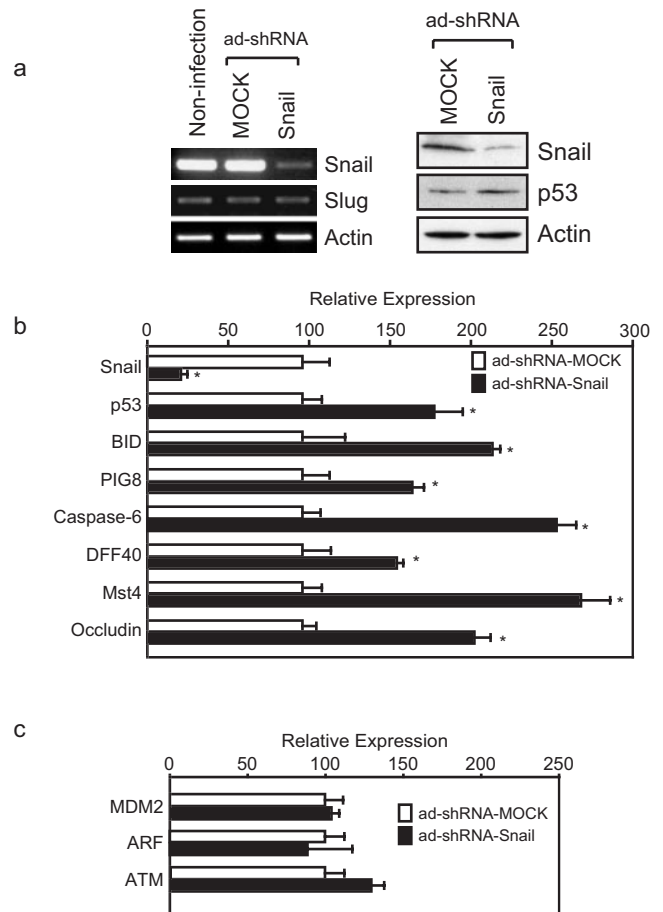 a
ad-shRNA
Non-infection
MOCK
Snail
Snail
Slug
Actin
ad-shRNA
MOCK
Snail
Snail
p53
Actin
b
Relative Expression
0 50 100 150 200 250 300
ad-shRNA-MOCK
ad-shRNA-Snail
Snail *
p53 *
BID *
PIG8 *
Caspase-6 *
DFF40 *
Mst4 *
Occludin *
c
Relative Expression
0 50 100 150 200 250
ad-shRNA-MOCK
ad-shRNA-Snail
MDM2
ARF
ATM